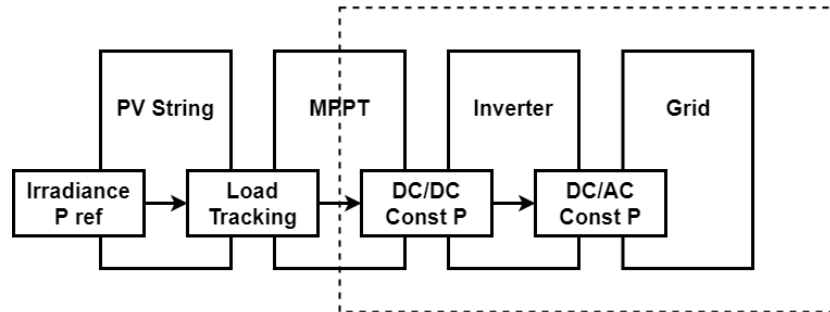 PV String
MPPT
Inverter
Grid
Irradiance
P ref
Load
Tracking
DC/DC
Const P
DC/AC
Const P